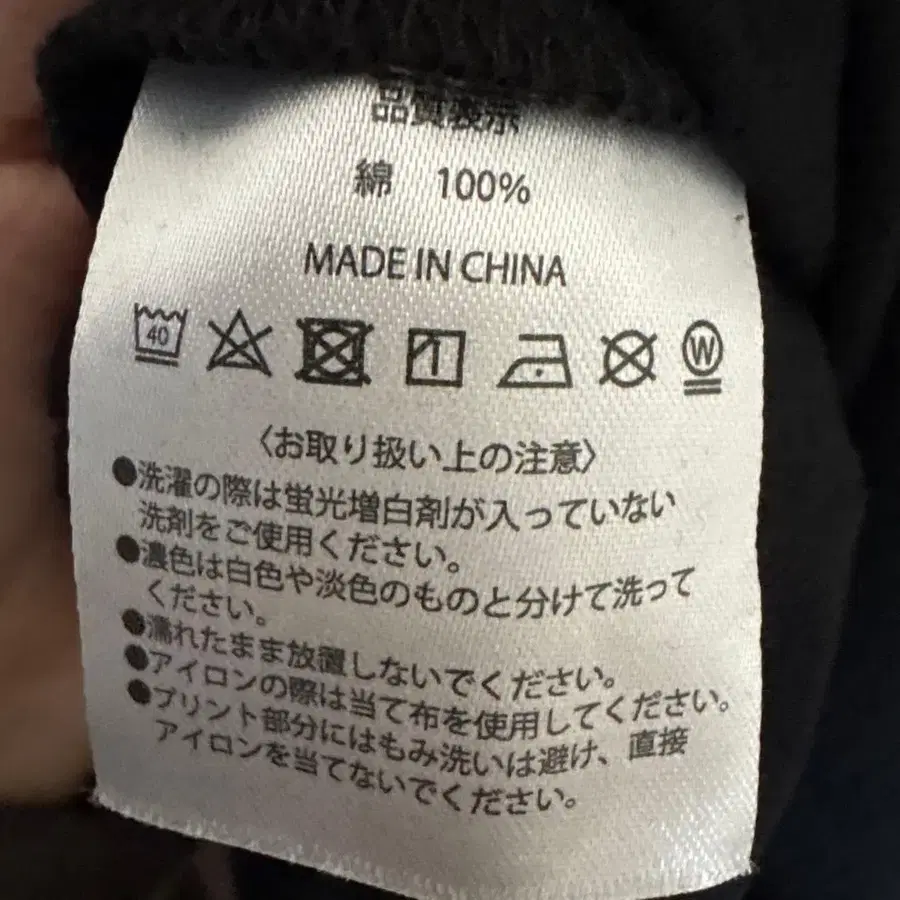 品質表示
綿 100%
MADE IN CHINA
40 W
〈お取り扱い上の注意〉
●洗濯の際は蛍光増白剤が入っていない
洗剤をご使用ください。
●濃色は白色や淡色のものと分けて洗って
ください。
●濡れたまま放置しないでください。
●アイロンの際は当て布を使用してください。
●プリント部分にはもみ洗いは避け、直接
アイロンを当てないでください。